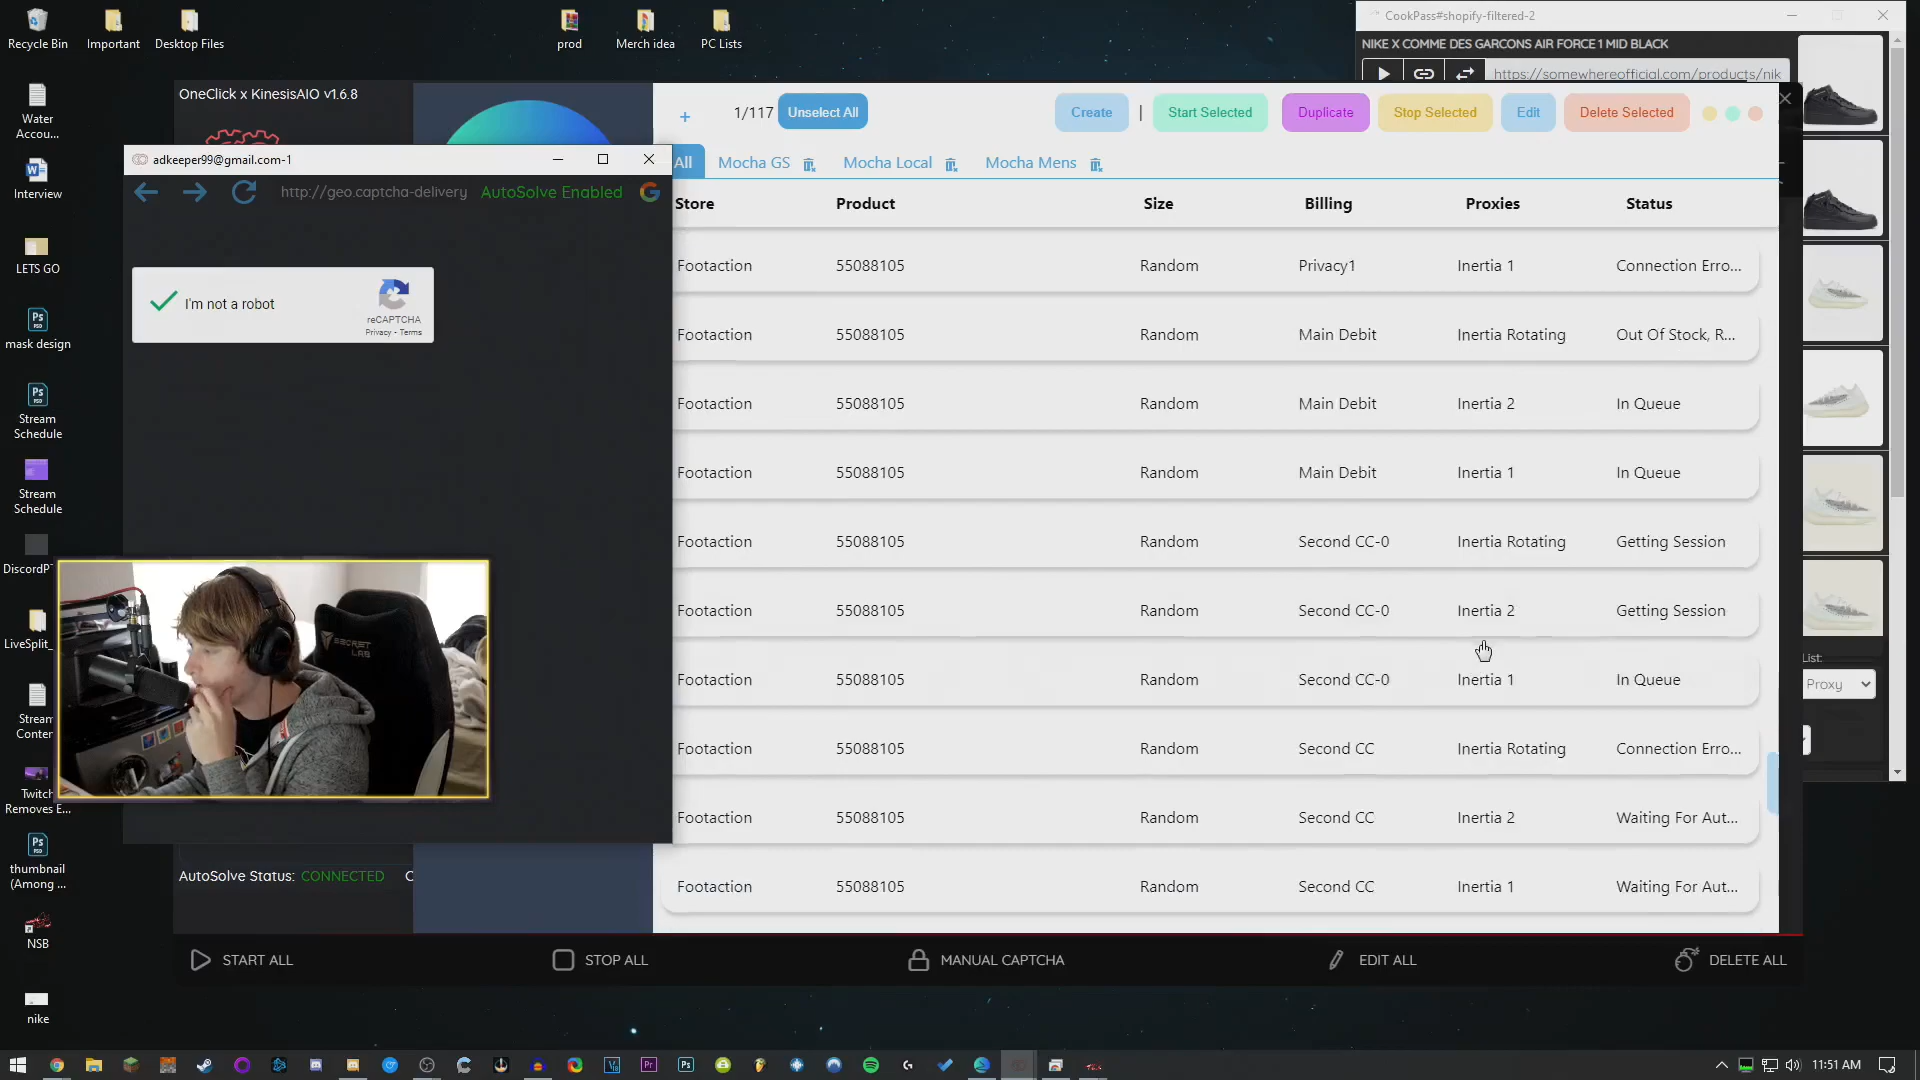 Recycle Bin
Important
Desktop Files
prod
Merch idea
PC Lists
CookPass#shopify-filtered-2
NIKE X COMME DES GARCONS AIR FORCE 1 MID BLACK
https://somewhereofficial.com/products/nik
Water
Accou...
Interview
LETS GO
mask design
Stream
Schedule
Stream
Schedule
LiveSplit_
Stream
Twitch
Removes E...
thumbnail
(Among ...
NSB
nike
OneClick x KinesisAIO v1.6.8
adkeeper99@gmail.com-1
http://geo.captcha-delivery
AutoSolve Enabled
I'm not a robot
reCAPTCHA
Privacy - Terms
SECRET
LAB
AutoSolve Status: CONNECTED
+ 1/117 Unselect All
Create | Start Selected Duplicate Stop Selected Edit Delete Selected
All Mocha GS Mocha Local Mocha Mens
Store Product Size Billing Proxies Status
Footaction 55088105 Random Privacy1 Inertia 1 Connection Erro...
Footaction 55088105 Random Main Debit Inertia Rotating Out Of Stock, R...
Footaction 55088105 Random Main Debit Inertia 2 In Queue
Footaction 55088105 Random Main Debit Inertia 1 In Queue
Footaction 55088105 Random Second CC-0 Inertia Rotating Getting Session
Footaction 55088105 Random Second CC-0 Inertia 2 Getting Session
Footaction 55088105 Random Second CC-0 Inertia 1 In Queue
Footaction 55088105 Random Second CC Inertia Rotating Connection Erro...
Footaction 55088105 Random Second CC Inertia 2 Waiting For Aut...
Footaction 55088105 Random Second CC Inertia 1 Waiting For Aut...
List:
Proxy
START ALL
STOP ALL
MANUAL CAPTCHA
EDIT ALL
DELETE ALL
11:51 AM